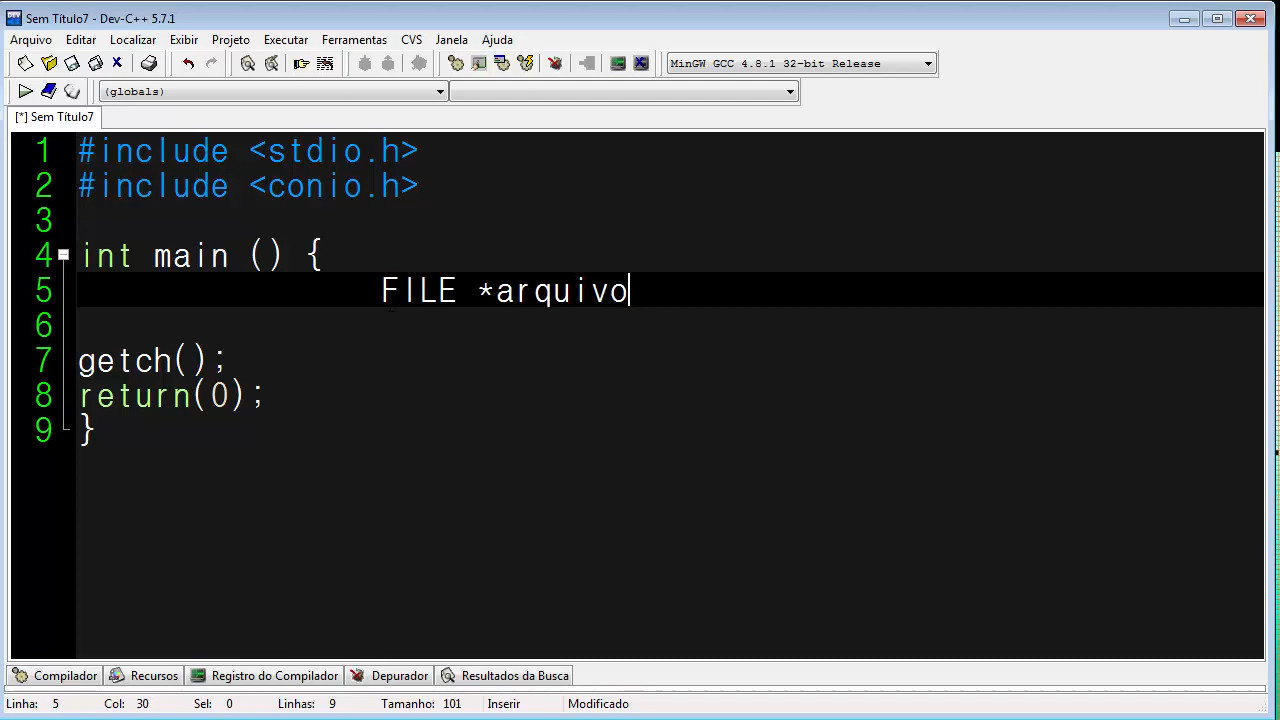 Sem Título7 - Dev-C++ 5.7.1
Arquivo Editar Localizar Exibir Projeto Executar Ferramentas CVS Janela Ajuda
MinGW GCC 4.8.1 32-bit Release
(globals)
[*] Sem Título7
1 #include <stdio.h>
2 #include <conio.h>
3
4 int main () {
5 FILE *arquivo
6
7 getch();
8 return(0);
9 }
Compilador Recursos Registro do Compilador Depurador Resultados da Busca
Linha: 5 Col: 30 Sel: 0 Linhas: 9 Tamanho: 101 Inserir Modificado